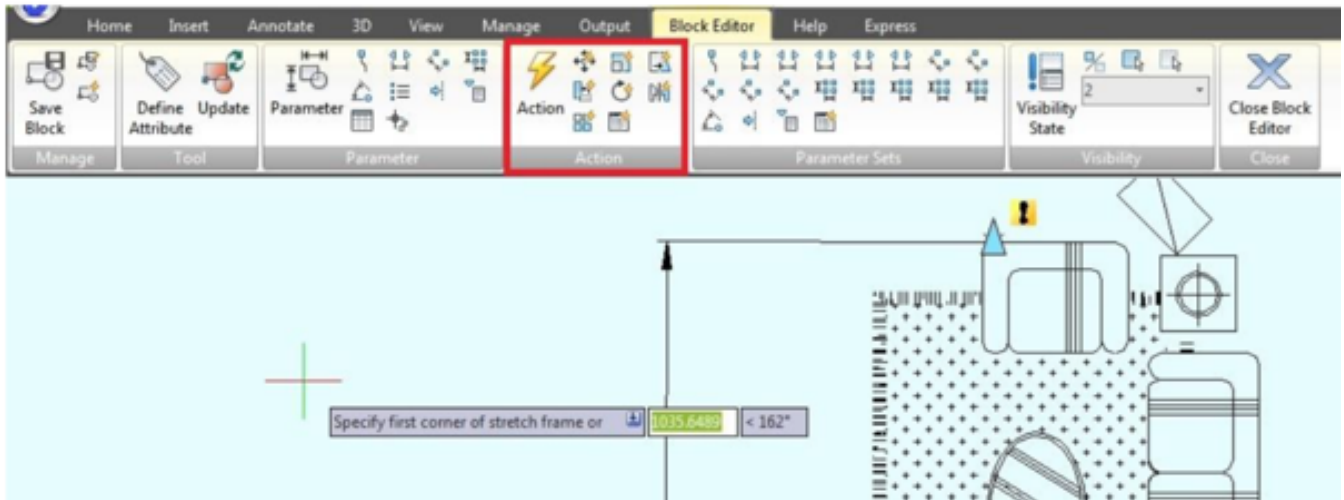 Home Insert Annotate 3D View Manage Output Block Editor Help Express
Save
Block
Define
Attribute
Update
Parameter
Action
2
Visibility
State
Close Block
Editor
Manage Tool Parameter Action Parameter Sets Visibility Close
Specify first corner of stretch frame or 1035.6489 < 162°